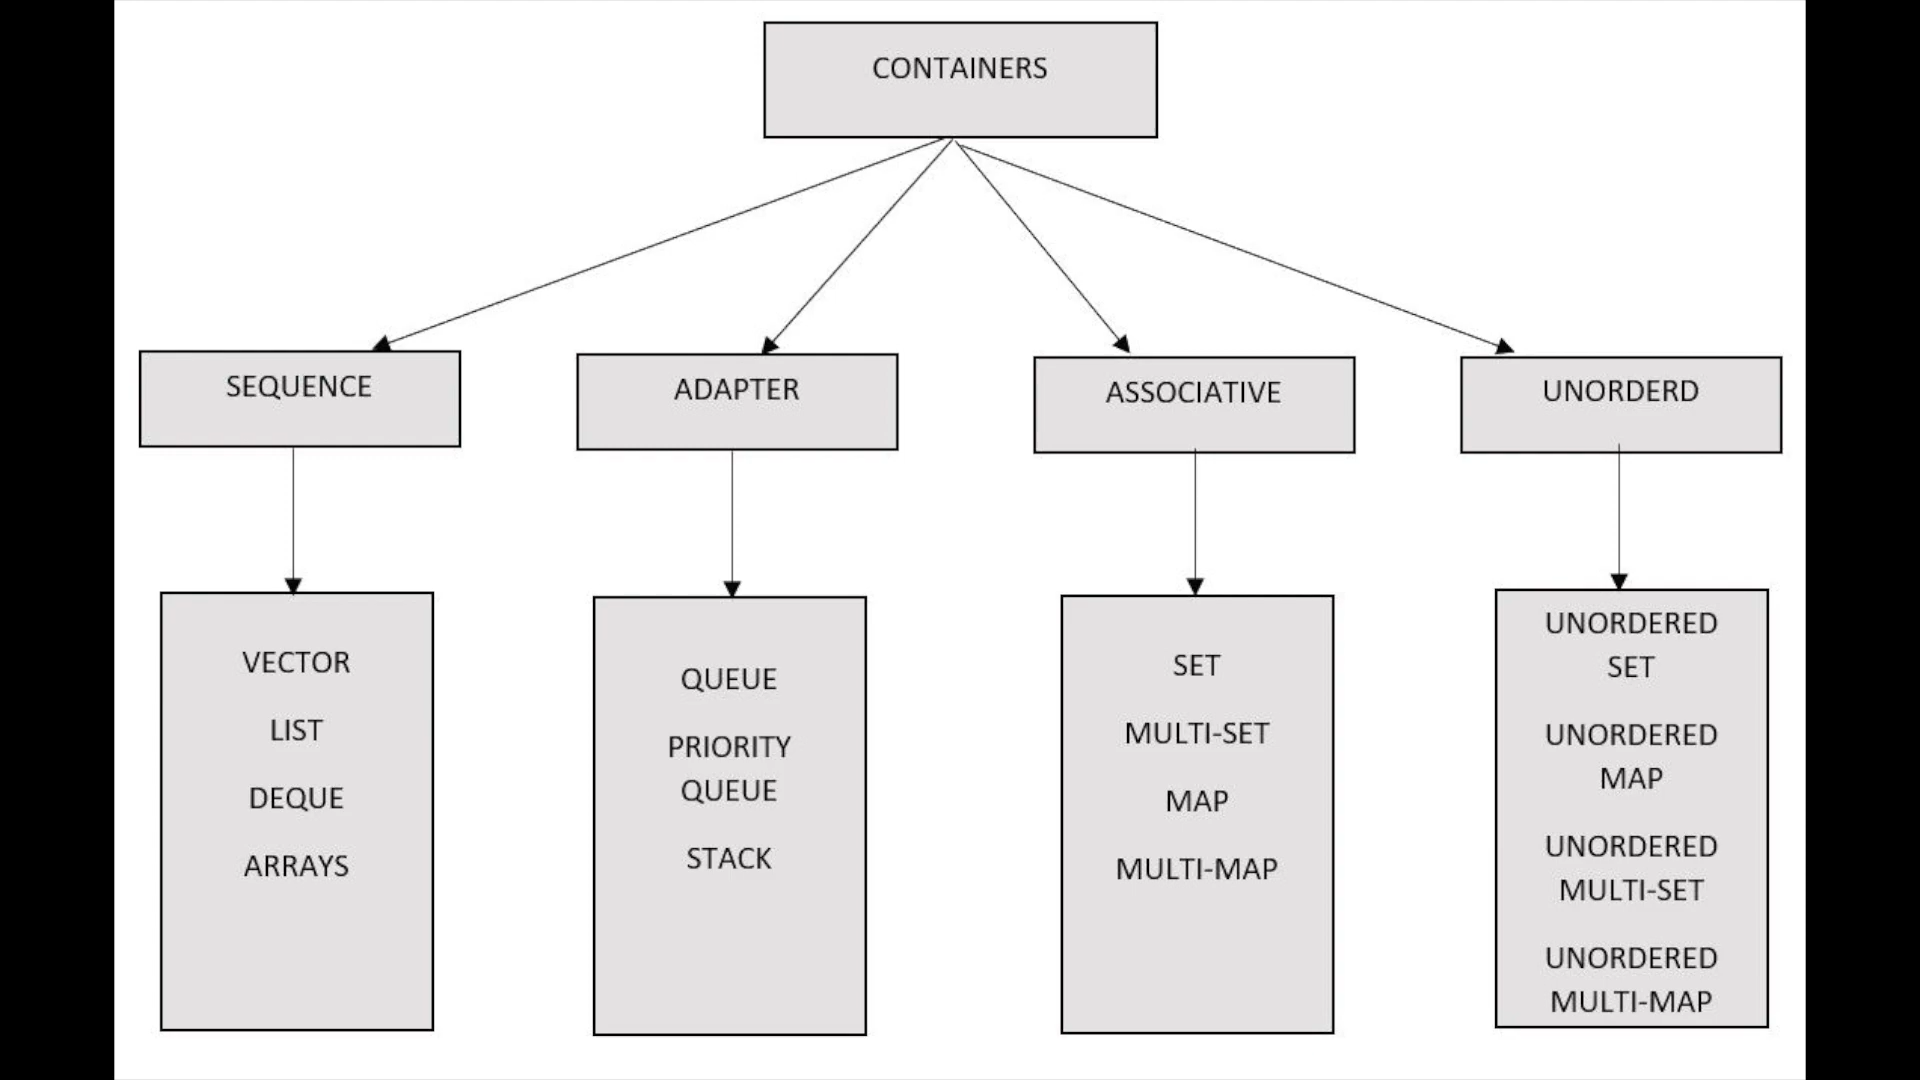 CONTAINERS
SEQUENCE
ADAPTER
ASSOCIATIVE
UNORDERD
VECTOR
LIST
DEQUE
ARRAYS
QUEUE
PRIORITY
QUEUE
STACK
SET
MULTI-SET
MAP
MULTI-MAP
UNORDERED
SET
UNORDERED
MAP
UNORDERED
MULTI-SET
UNORDERED
MULTI-MAP